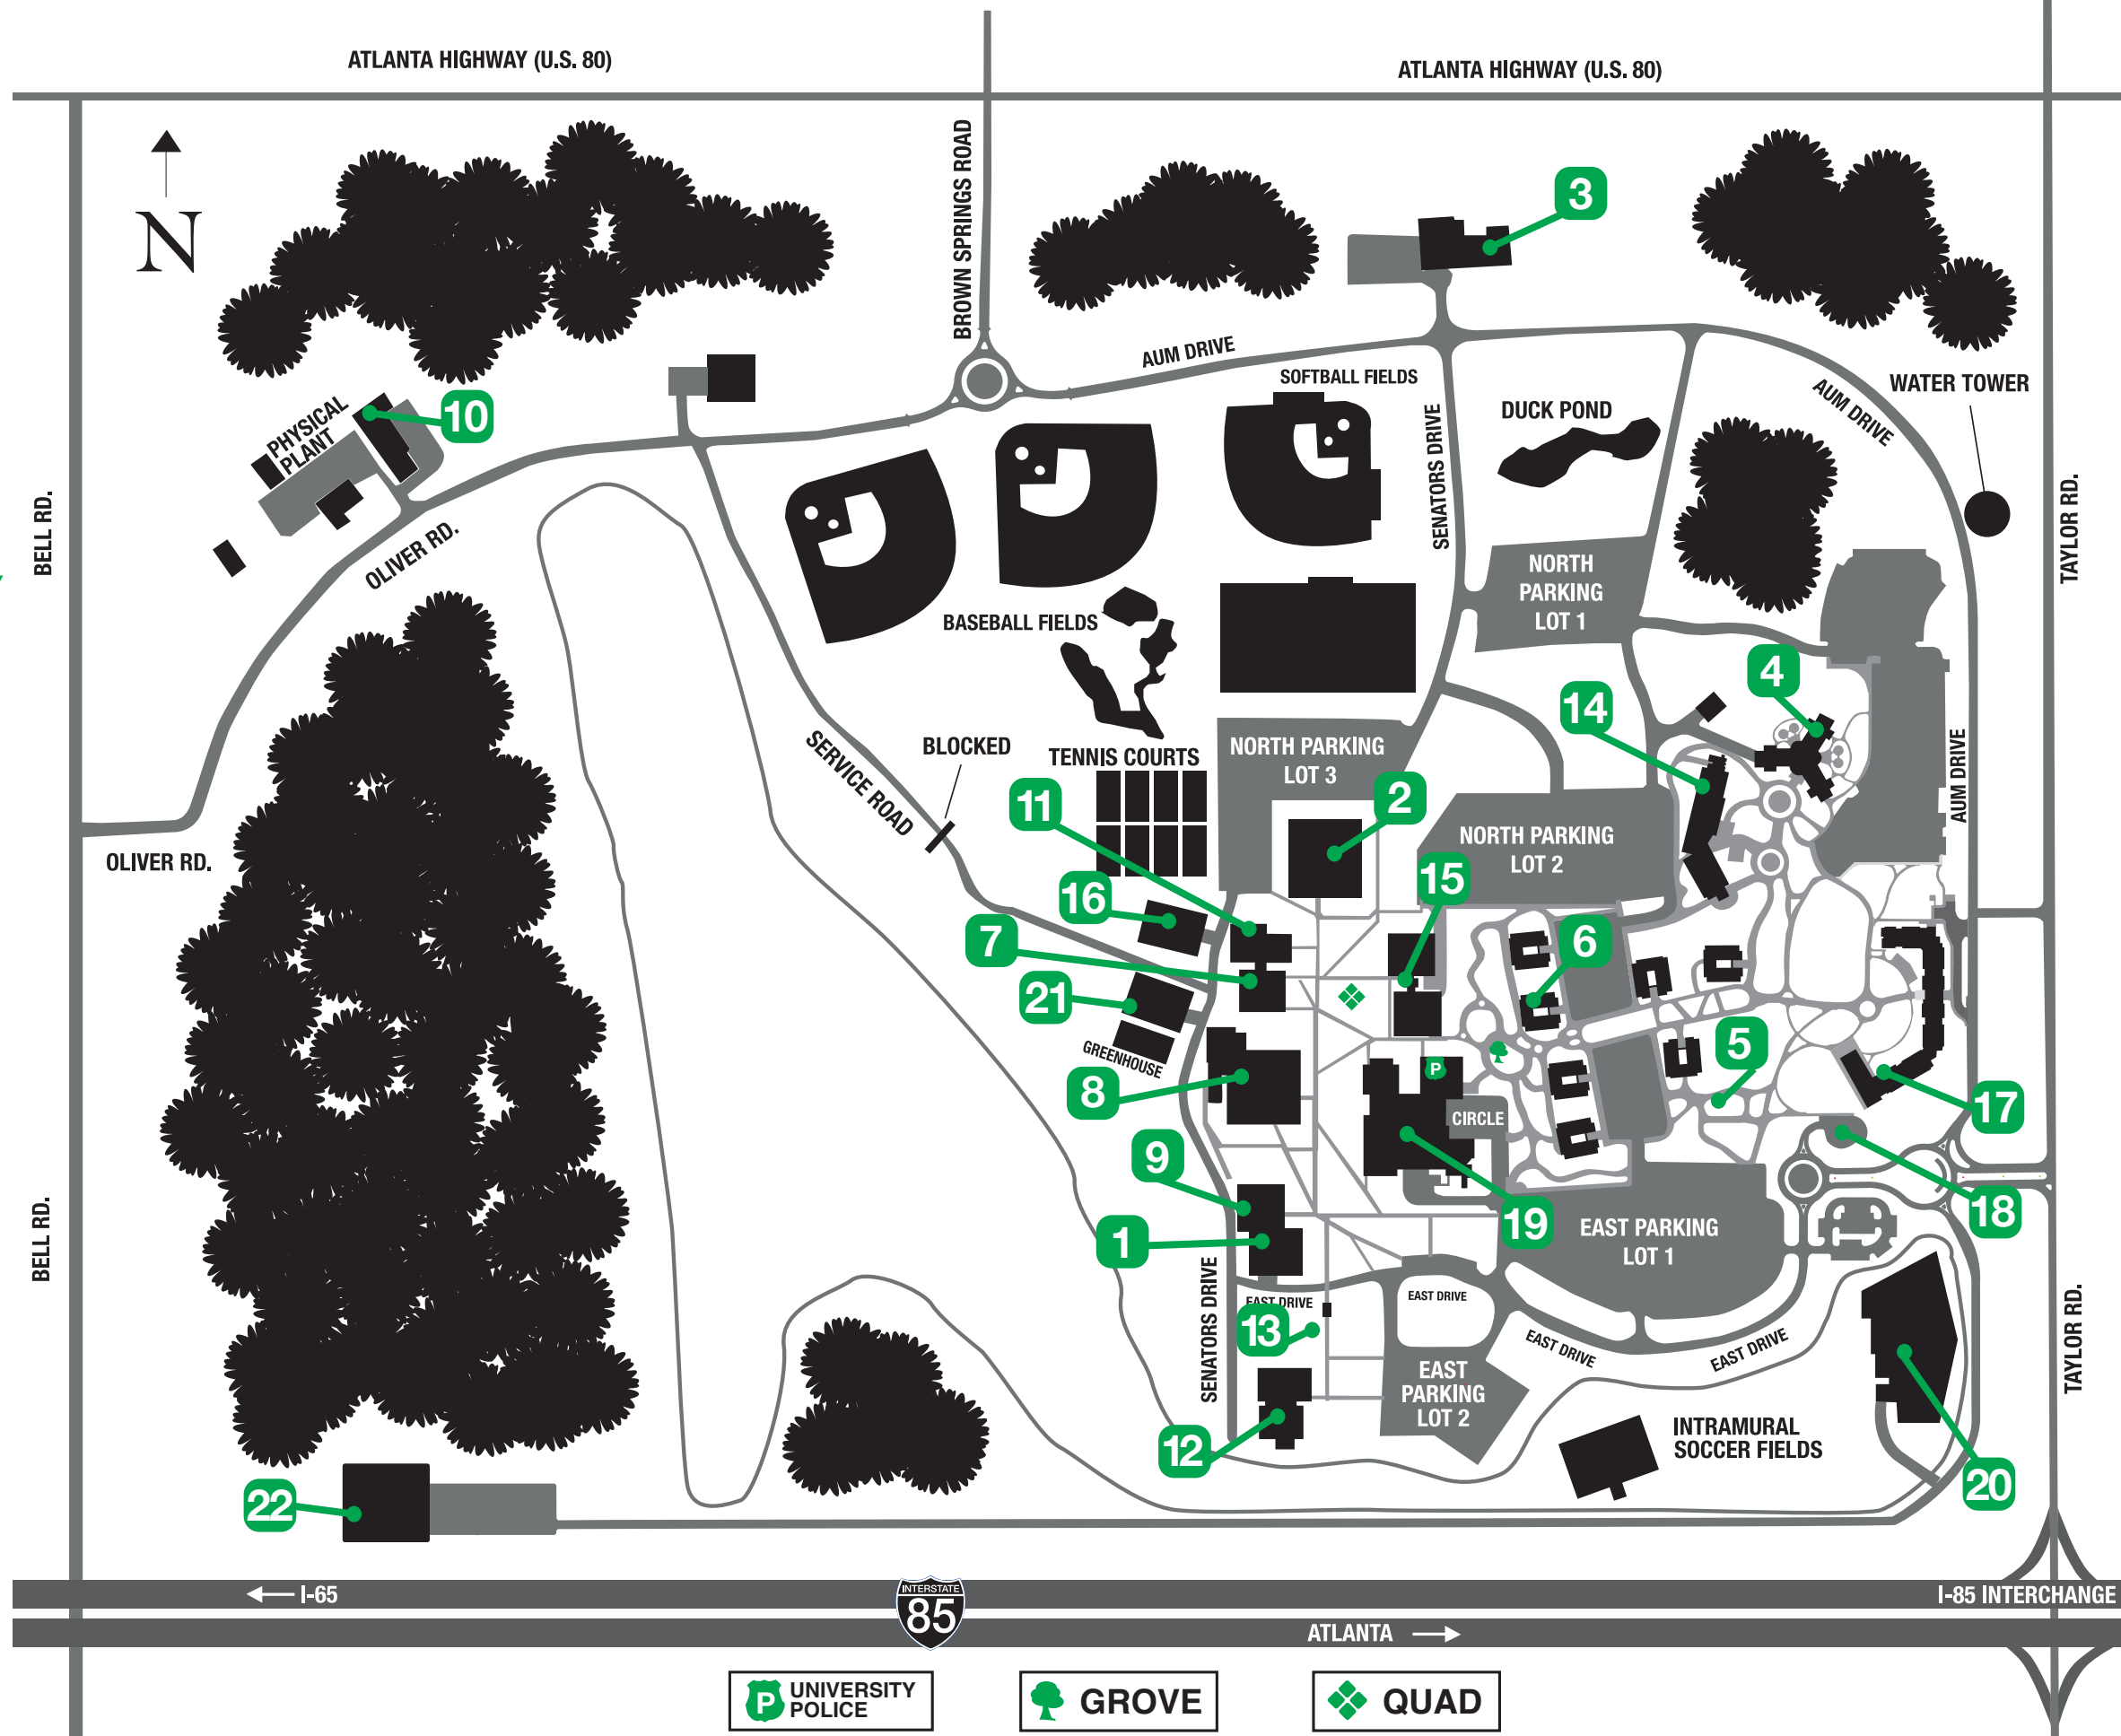 ATLANTA HIGHWAY (U.S. 80)
ATLANTA HIGHWAY (U.S. 80)
N
BROWN SPRINGS ROAD
3
AUM DRIVE
SOFTBALL FIELDS
WATER TOWER
AUM DRIVE
DUCK POND
SENATORS DRIVE
PHYSICAL
PLANT
10
BELL RD.
OLIVER RD.
TAYLOR RD.
NORTH
PARKING
LOT 1
BASEBALL FIELDS
4
14
SERVICE ROAD
BLOCKED
TENNIS COURTS
NORTH PARKING
LOT 3
AUM DRIVE
11
2
NORTH PARKING
LOT 2
OLIVER RD.
16
15
7
6
21
GREENHOUSE
5
8
P
CIRCLE
17
9
18
1
19
EAST PARKING
LOT 1
BELL RD.
SENATORS DRIVE
EAST DRIVE
EAST DRIVE
13
EAST DRIVE
EAST DRIVE
TAYLOR RD.
EAST
PARKING
LOT 2
12
INTRAMURAL
SOCCER FIELDS
20
22
I-65
INTERSTATE
85
I-85 INTERCHANGE
ATLANTA
P
UNIVERSITY
POLICE
GROVE
QUAD